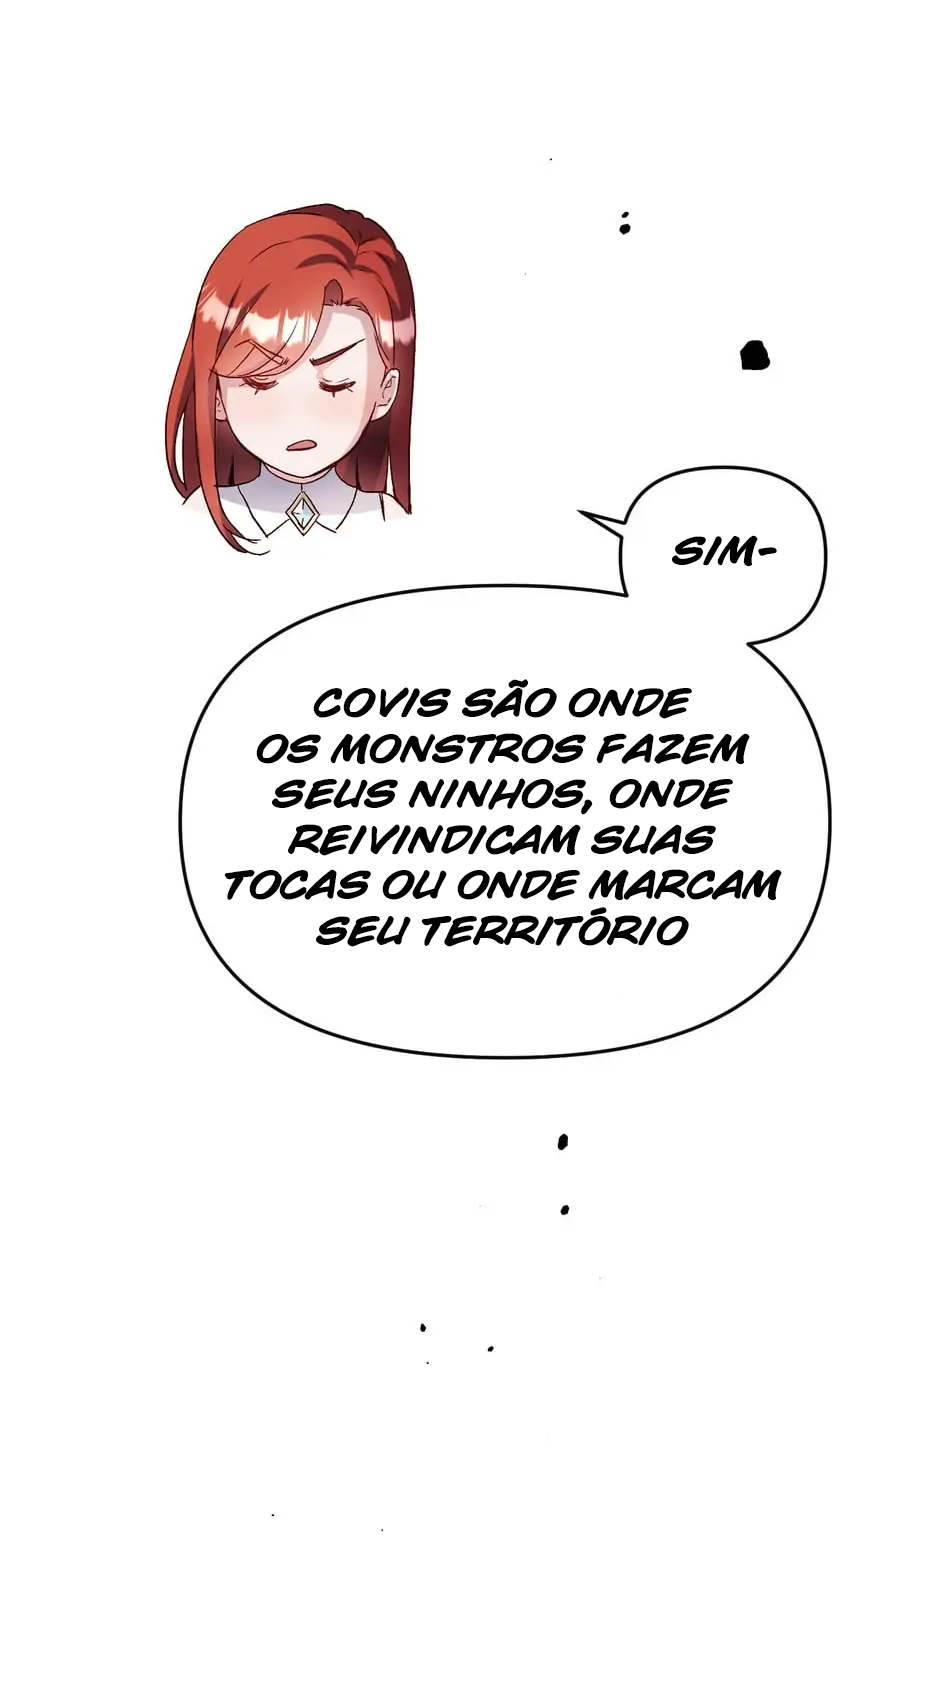 SIM-
COVIS SÃO ONDE
OS MONSTROS FAZEM
SEUS NINHOS, ONDE
REIVINDICAM SUAS
TOCAS OU ONDE MARCAM
SEU TERRITÓRIO